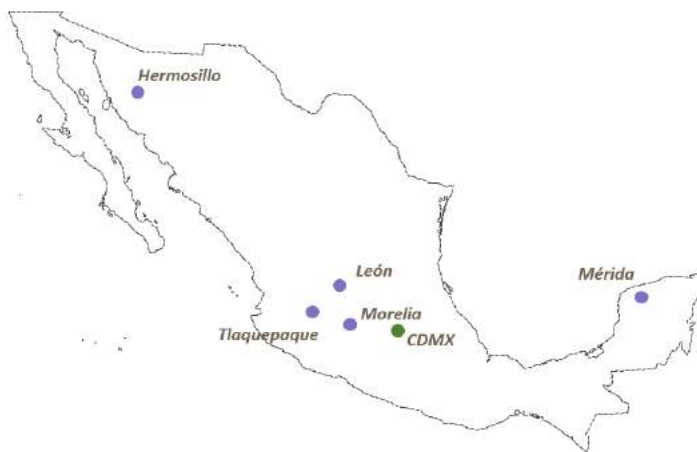 Hermosillo
León
Mérida
Morelia
Tlaquepaque
CDMX